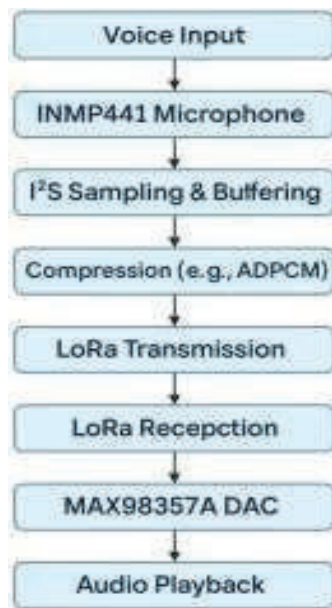 Voice Input
INMP441 Microphone
I²S Sampling & Buffering
Compression (e.g., ADPCM)
LoRa Transmission
LoRa Recepction
MAX98357A DAC
Audio Playback